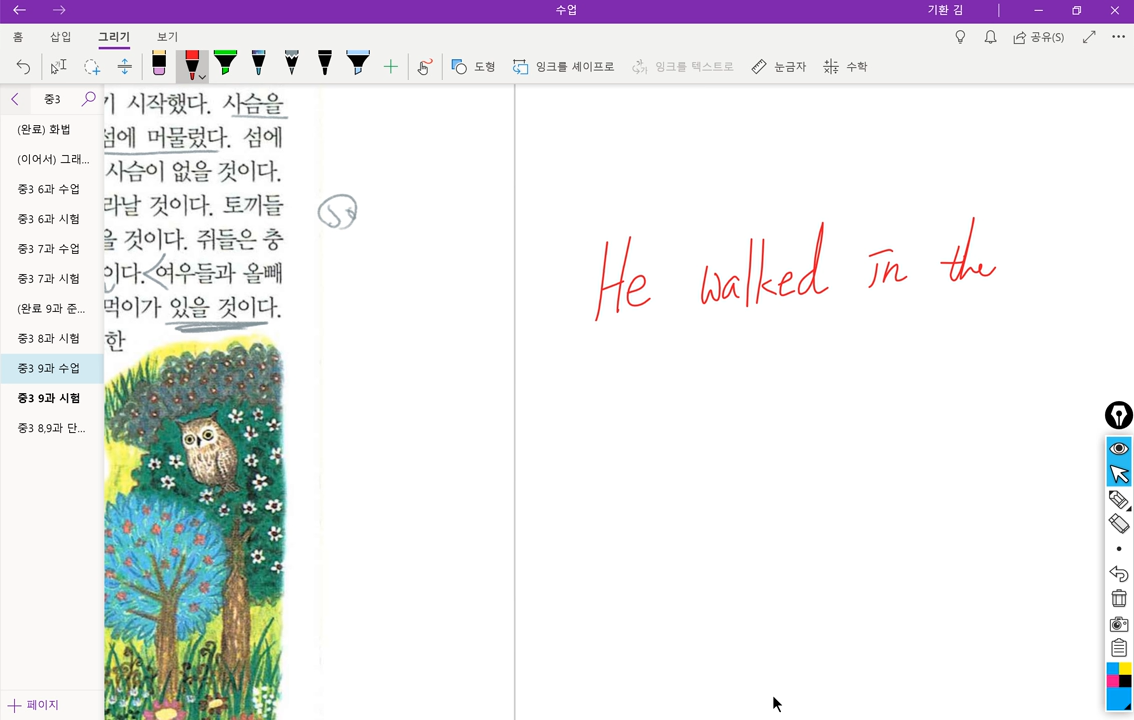 수업
기환 김
홈 삽입 그리기 보기
공유(S)
도형 잉크를 셰이프로 잉크를 텍스트로 눈금자 수학
중3
(완료) 화법
(이어서) 그래...
중3 6과 수업
중3 6과 시험
중3 7과 수업
중3 7과 시험
(완료 9과 준...
중3 8과 시험
중3 9과 수업
중3 9과 시험
중3 8,9과 단...
페이지
기 시작했다. 사슴을
섬에 머물렀다. 섬에
사슴이 없을 것이다.
라날 것이다. 토끼들
을 것이다. 쥐들은 충
이다. 여우들과 올빼
먹이가 있을 것이다.
한
He walked in the